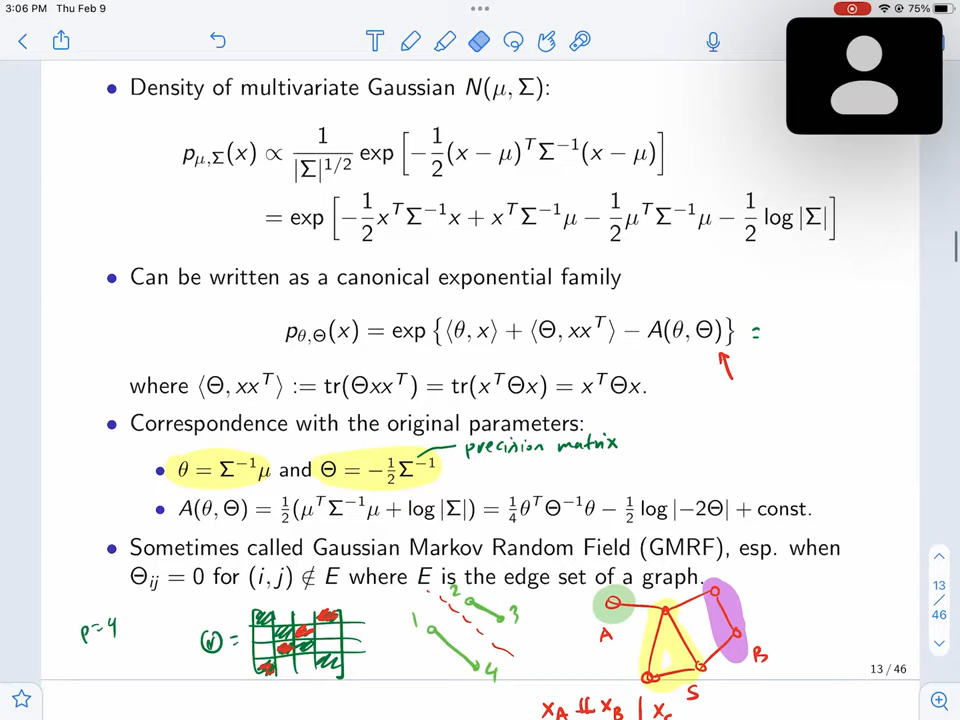 3:06 PM Thu Feb 9
75%
• Density of multivariate Gaussian N(μ, Σ):
p_{μ,Σ}(x) ∝ 1/|Σ|^{1/2} exp [−1/2(x − μ)^T Σ^{−1}(x − μ)]
= exp [−1/2 x^T Σ^{−1}x + x^T Σ^{−1}μ − 1/2 μ^T Σ^{−1}μ − 1/2 log |Σ|]
• Can be written as a canonical exponential family
p_{θ,Θ}(x) = exp {⟨θ, x⟩ + ⟨Θ, xx^T⟩ − A(θ, Θ)} =
where ⟨Θ, xx^T⟩ := tr(Θxx^T) = tr(x^T Θx) = x^T Θx.
• Correspondence with the original parameters:
precision matrix
• θ = Σ^{−1}μ and Θ = −1/2 Σ^{−1}
• A(θ, Θ) = 1/2(μ^T Σ^{−1}μ + log |Σ|) = 1/4 θ^T Θ^{−1}θ − 1/2 log |−2Θ| + const.
• Sometimes called Gaussian Markov Random Field (GMRF), esp. when
Θ_{ij} = 0 for (i, j) ∉ E where E is the edge set of a graph.
p=4
Θ =
1
2
3
4
A
B
S
13 / 46
X_A ⫫ X_B | X_S
13
/
46